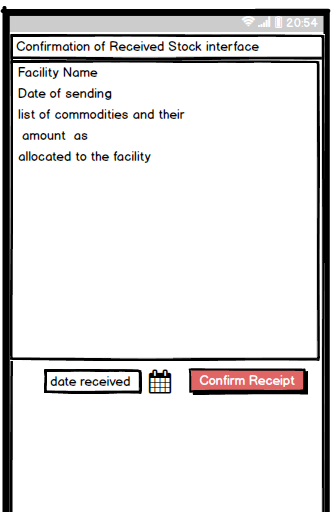 20:54
Confirmation of Received Stock interface
Facility Name
Date of sending
list of commodities and their
amount as
allocated to the facility
date received
Confirm Receipt